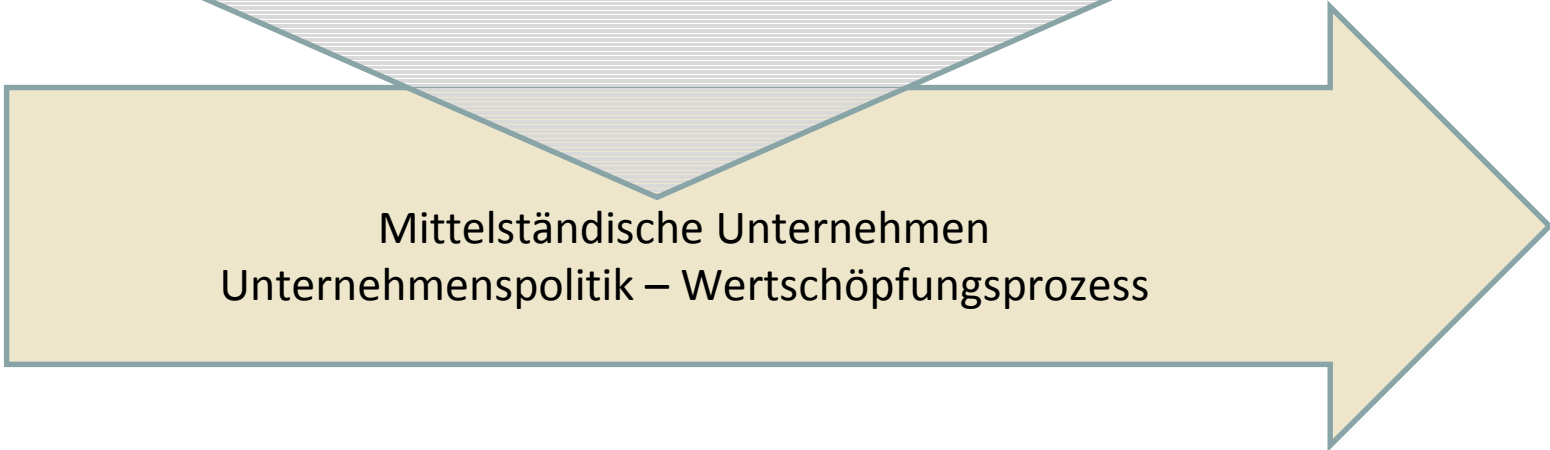 Mittelständische Unternehmen
Unternehmenspolitik – Wertschöpfungsprozess